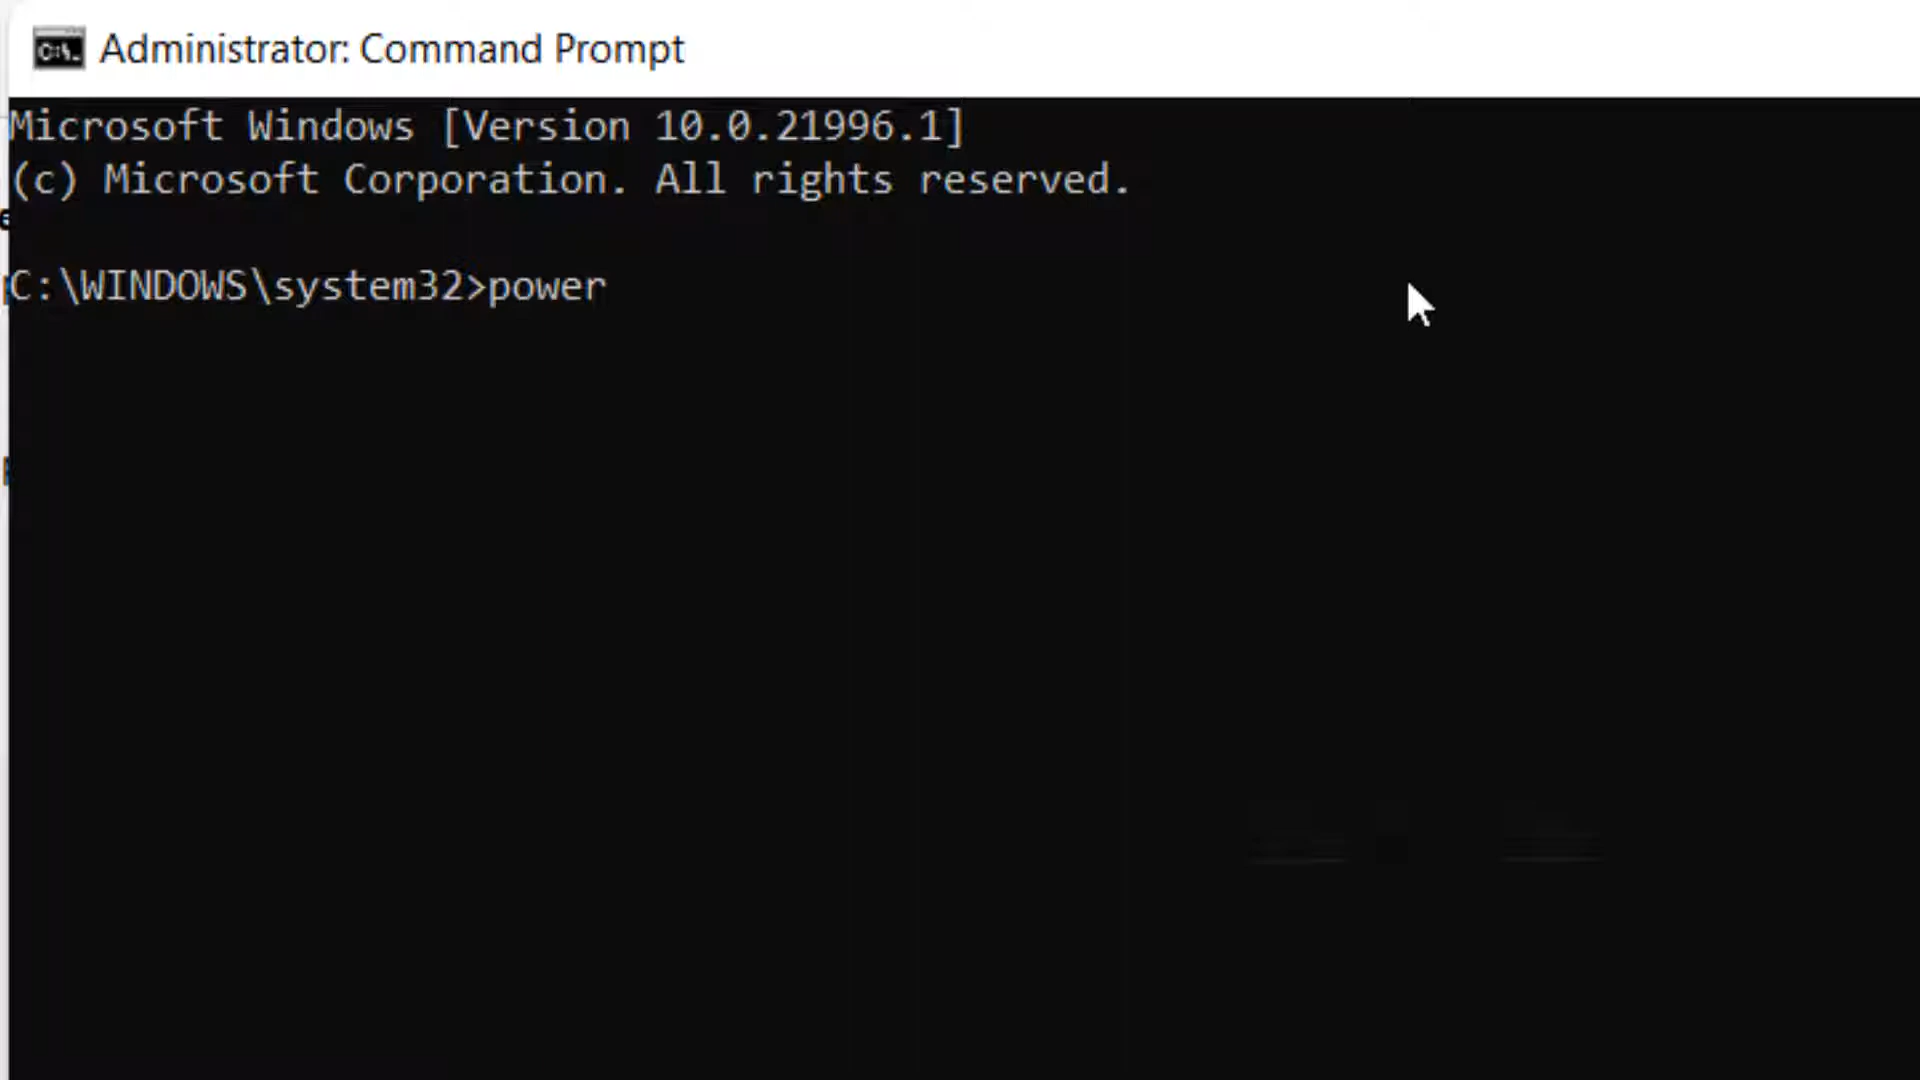 Administrator: Command Prompt
Microsoft Windows [Version 10.0.21996.1]
(c) Microsoft Corporation. All rights reserved.
C:\WINDOWS\system32>power